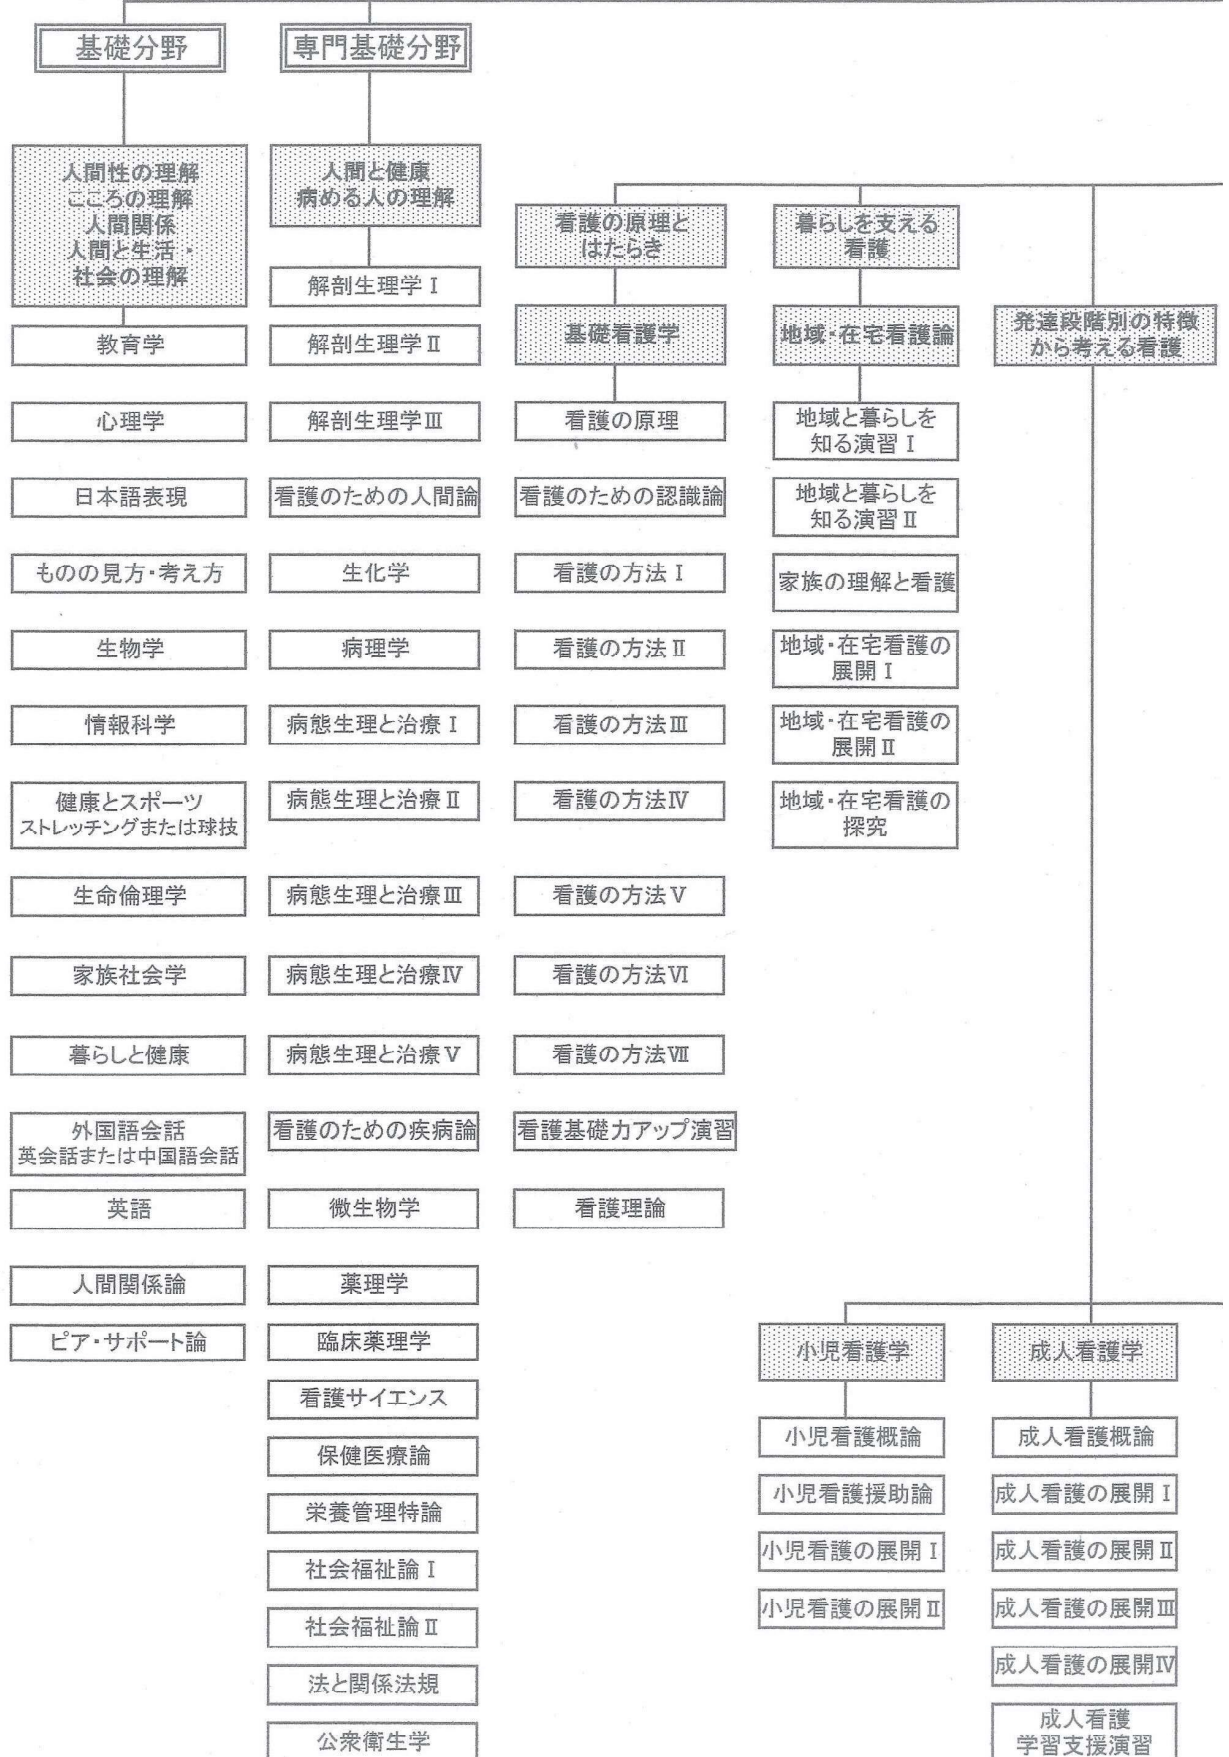 基礎分野
人間性の理解
こころの理解
人間関係
人間と生活・
社会の理解
教育学
心理学
日本語表現
ものの見方・考え方
生物学
情報科学
健康とスポーツ
ストレッチングまたは球技
生命倫理学
家族社会学
暮らしと健康
外国語会話
英会話または中国語会話
英語
人間関係論
ピア・サポート論
専門基礎分野
人間と健康
病める人の理解
解剖生理学Ⅰ
解剖生理学Ⅱ
解剖生理学Ⅲ
看護のための人間論
生化学
病理学
病態生理と治療Ⅰ
病態生理と治療Ⅱ
病態生理と治療Ⅲ
病態生理と治療Ⅳ
病態生理と治療Ⅴ
看護のための疾病論
微生物学
薬理学
臨床薬理学
看護サイエンス
保健医療論
栄養管理特論
社会福祉論Ⅰ
社会福祉論Ⅱ
法と関係法規
公衆衛生学
看護の原理と
はたらき
基礎看護学
看護の原理
看護のための認識論
看護の方法Ⅰ
看護の方法Ⅱ
看護の方法Ⅲ
看護の方法Ⅳ
看護の方法Ⅴ
看護の方法Ⅵ
看護の方法Ⅶ
看護基礎力アップ演習
看護理論
暮らしを支える
看護
地域・在宅看護論
地域と暮らしを
知る演習Ⅰ
地域と暮らしを
知る演習Ⅱ
家族の理解と看護
地域・在宅看護の
展開Ⅰ
地域・在宅看護の
展開Ⅱ
地域・在宅看護の
探究
発達段階別の特徴
から考える看護
小児看護学
小児看護概論
小児看護援助論
小児看護の展開Ⅰ
小児看護の展開Ⅱ
成人看護学
成人看護概論
成人看護の展開Ⅰ
成人看護の展開Ⅱ
成人看護の展開Ⅲ
成人看護の展開Ⅳ
成人看護
学習支援演習